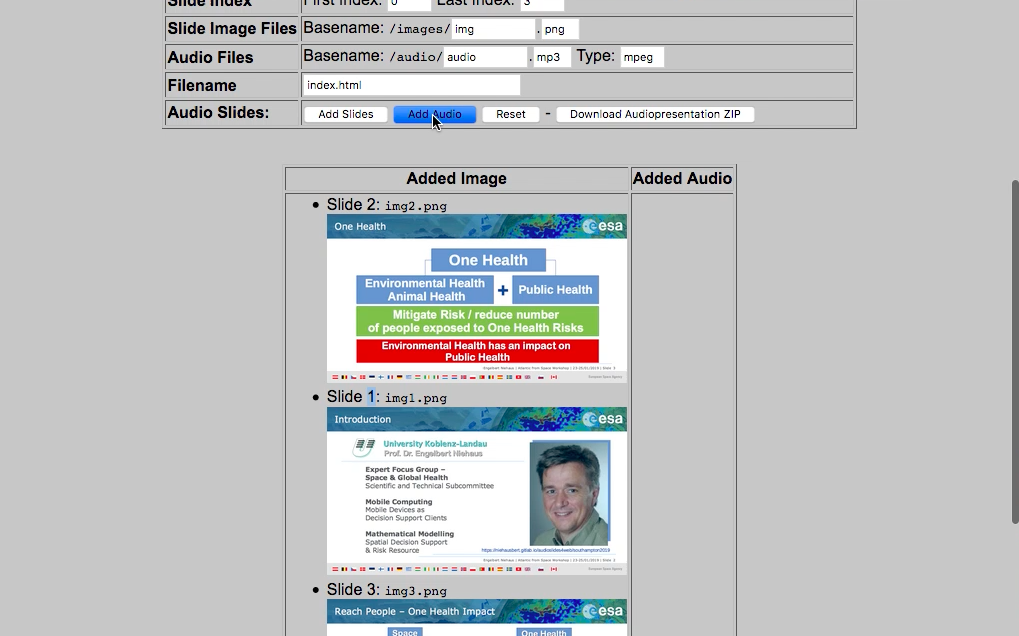 Slide Index First Index: 0 Last Index: 3
Slide Image Files Basename: /images/ img . png
Audio Files Basename: /audio/ audio . mp3 Type: mpeg
Filename index.html
Audio Slides: Add Slides Add Audio Reset - Download Audiopresentation ZIP
Added Image Added Audio
Slide 2: img2.png
One Health esa
One Health
Environmental Health
Animal Health
+ Public Health
Mitigate Risk / reduce number
of people exposed to One Health Risks
Environmental Health has an impact on
Public Health
Slide 1: img1.png
Introduction esa
University Koblenz-Landau
Prof. Dr. Engelbert Niehaus
Expert Focus Group –
Space & Global Health
Scientific and Technical Subcommittee
Mobile Computing
Mobile Devices as
Decision Support Clients
Mathematical Modelling
Spatial Decision Support
& Risk Resource
Slide 3: img3.png
Reach People – One Health Impact esa
Space One Health